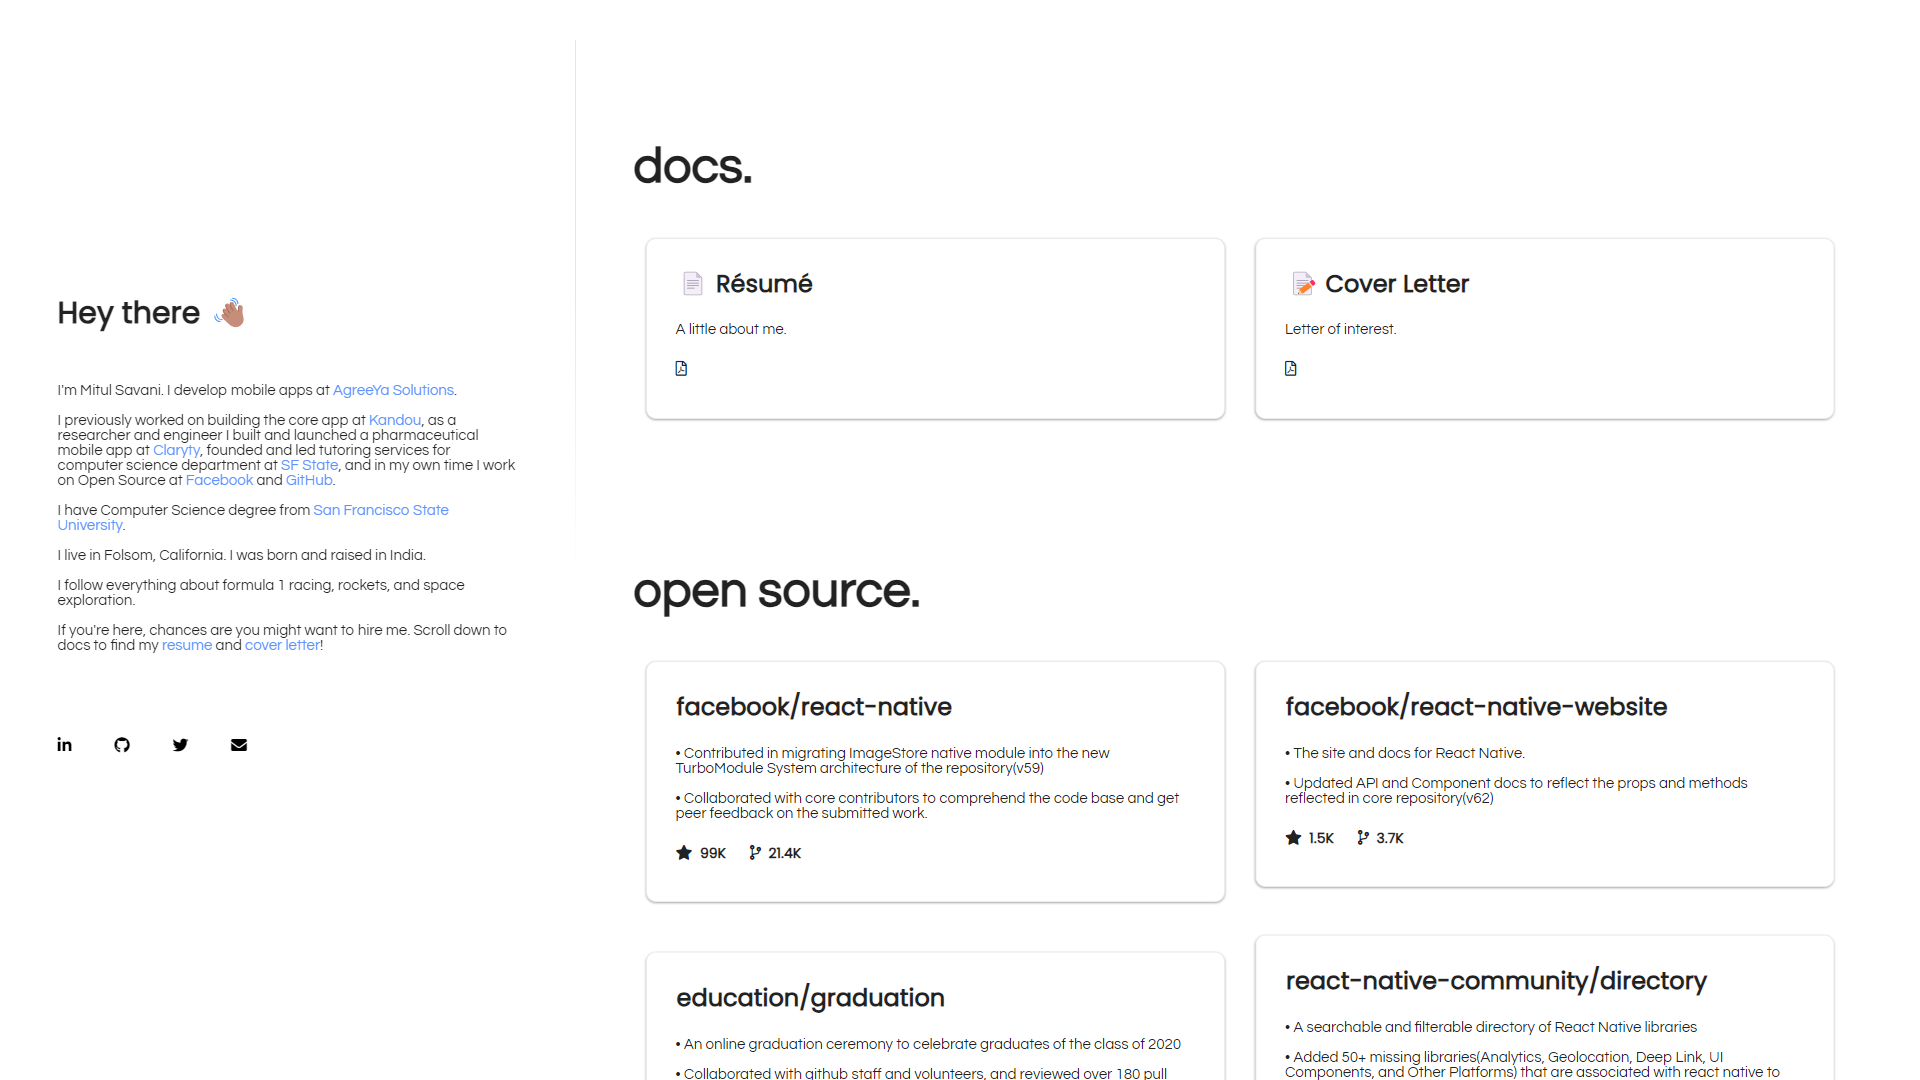 Hey there
I'm Mitul Savani. I develop mobile apps at AgreeYa Solutions.
I previously worked on building the core app at Kandou, as a
researcher and engineer I built and launched a pharmaceutical
mobile app at Claryty, founded and led tutoring services for
computer science department at SF State, and in my own time I work
on Open Source at Facebook and GitHub.
I have Computer Science degree from San Francisco State
University.
I live in Folsom, California. I was born and raised in India.
I follow everything about formula 1 racing, rockets, and space
exploration.
If you're here, chances are you might want to hire me. Scroll down to
docs to find my resume and cover letter!
docs.
Résumé
A little about me.
Cover Letter
Letter of interest.
open source.
facebook/react-native
• Contributed in migrating ImageStore native module into the new
TurboModule System architecture of the repository(v59)
• Collaborated with core contributors to comprehend the code base and get
peer feedback on the submitted work.
99K 21.4K
facebook/react-native-website
• The site and docs for React Native.
• Updated API and Component docs to reflect the props and methods
reflected in core repository(v62)
1.5K 3.7K
education/graduation
• An online graduation ceremony to celebrate graduates of the class of 2020
• Collaborated with github staff and volunteers, and reviewed over 180 pull
react-native-community/directory
• A searchable and filterable directory of React Native libraries
• Added 50+ missing libraries(Analytics, Geolocation, Deep Link, UI
Components, and Other Platforms) that are associated with react native to